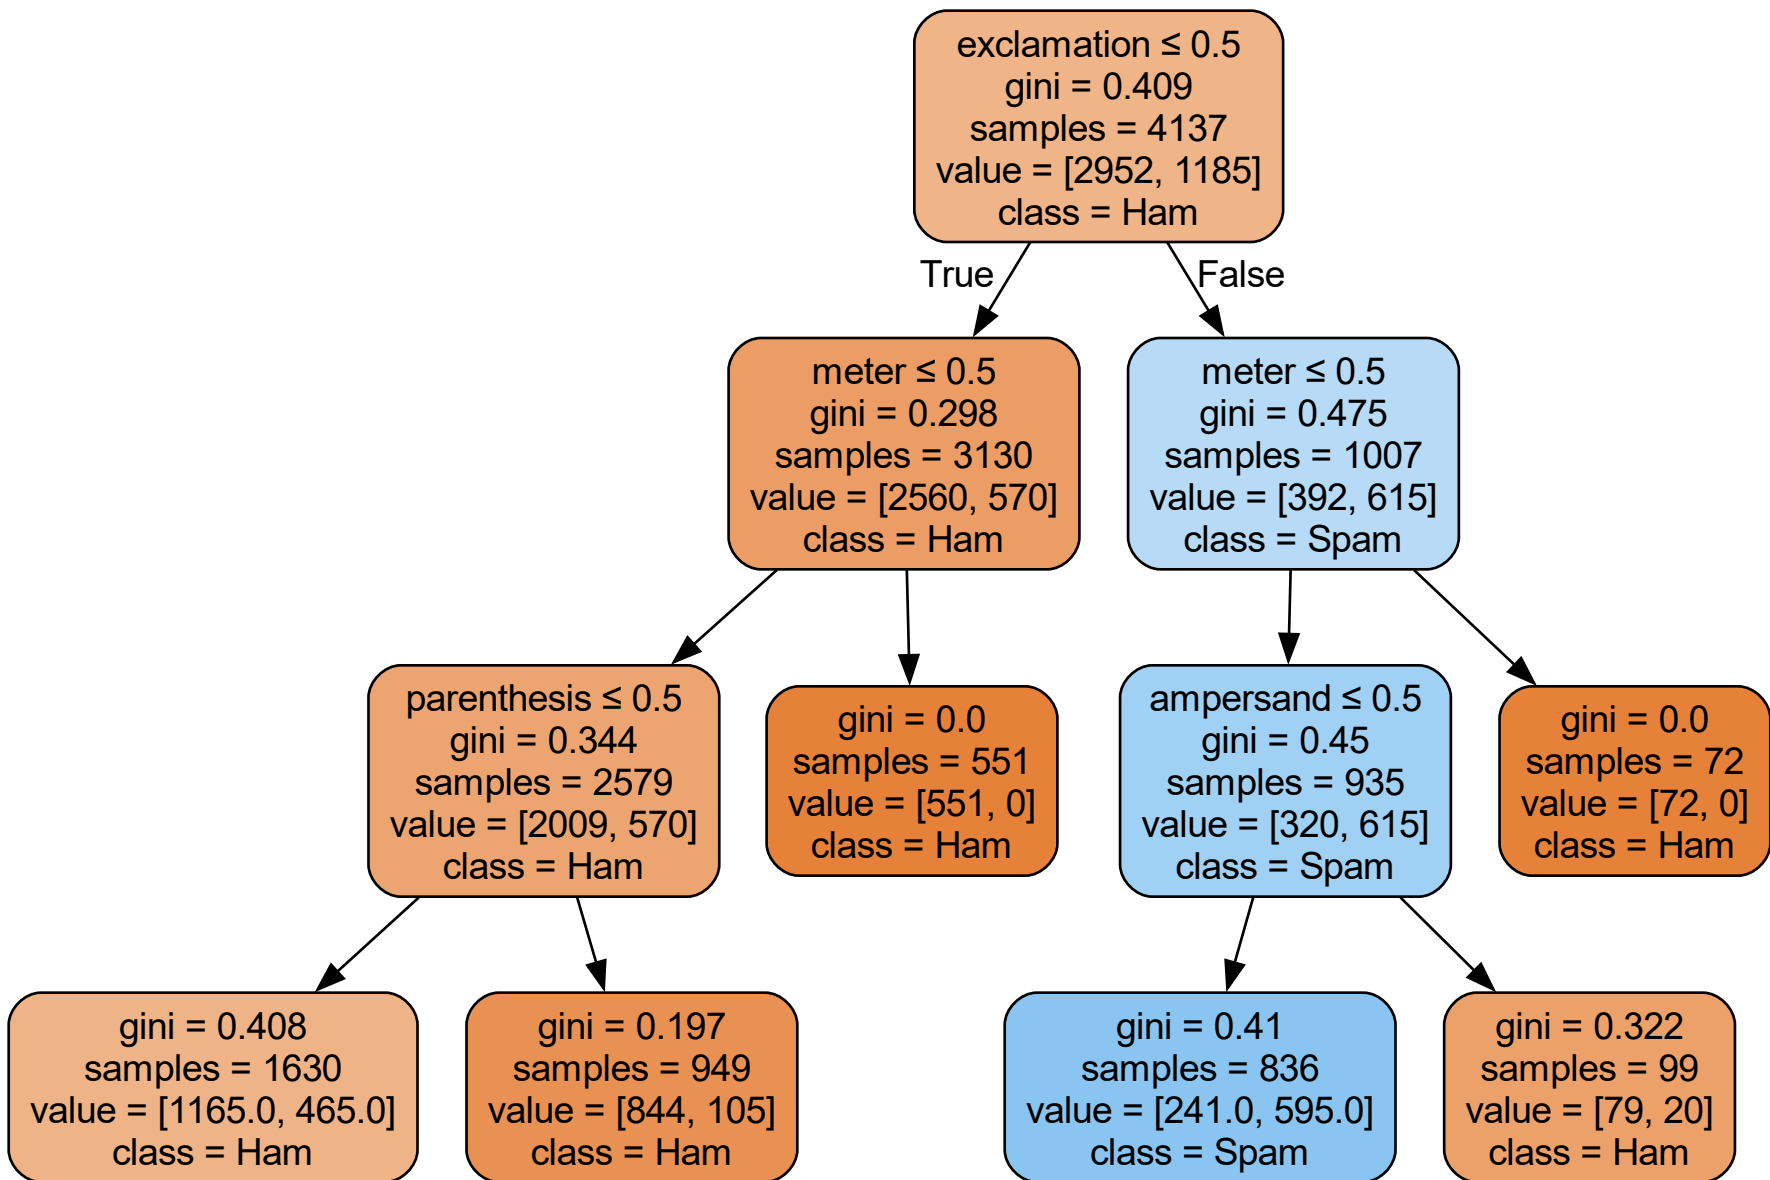 exclamation ≤ 0.5
gini = 0.409
samples = 4137
value = [2952, 1185]
class = Ham
True
False
meter ≤ 0.5
gini = 0.298
samples = 3130
value = [2560, 570]
class = Ham
meter ≤ 0.5
gini = 0.475
samples = 1007
value = [392, 615]
class = Spam
parenthesis ≤ 0.5
gini = 0.344
samples = 2579
value = [2009, 570]
class = Ham
gini = 0.0
samples = 551
value = [551, 0]
class = Ham
ampersand ≤ 0.5
gini = 0.45
samples = 935
value = [320, 615]
class = Spam
gini = 0.0
samples = 72
value = [72, 0]
class = Ham
gini = 0.408
samples = 1630
value = [1165.0, 465.0]
class = Ham
gini = 0.197
samples = 949
value = [844, 105]
class = Ham
gini = 0.41
samples = 836
value = [241.0, 595.0]
class = Spam
gini = 0.322
samples = 99
value = [79, 20]
class = Ham